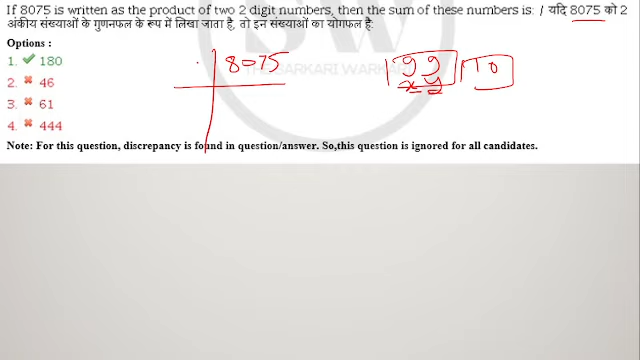 If 8075 is written as the product of two 2 digit numbers, then the sum of these numbers is: / यदि 8075 को 2
अंकीय संख्याओं के गुणनफल के रूप में लिखा जाता है, तो इन संख्याओं का योगफल है:
Options :
1. 180
2. 46
3. 61
4. 444
8075
99 10
x y
Note: For this question, discrepancy is found in question/answer. So,this question is ignored for all candidates.